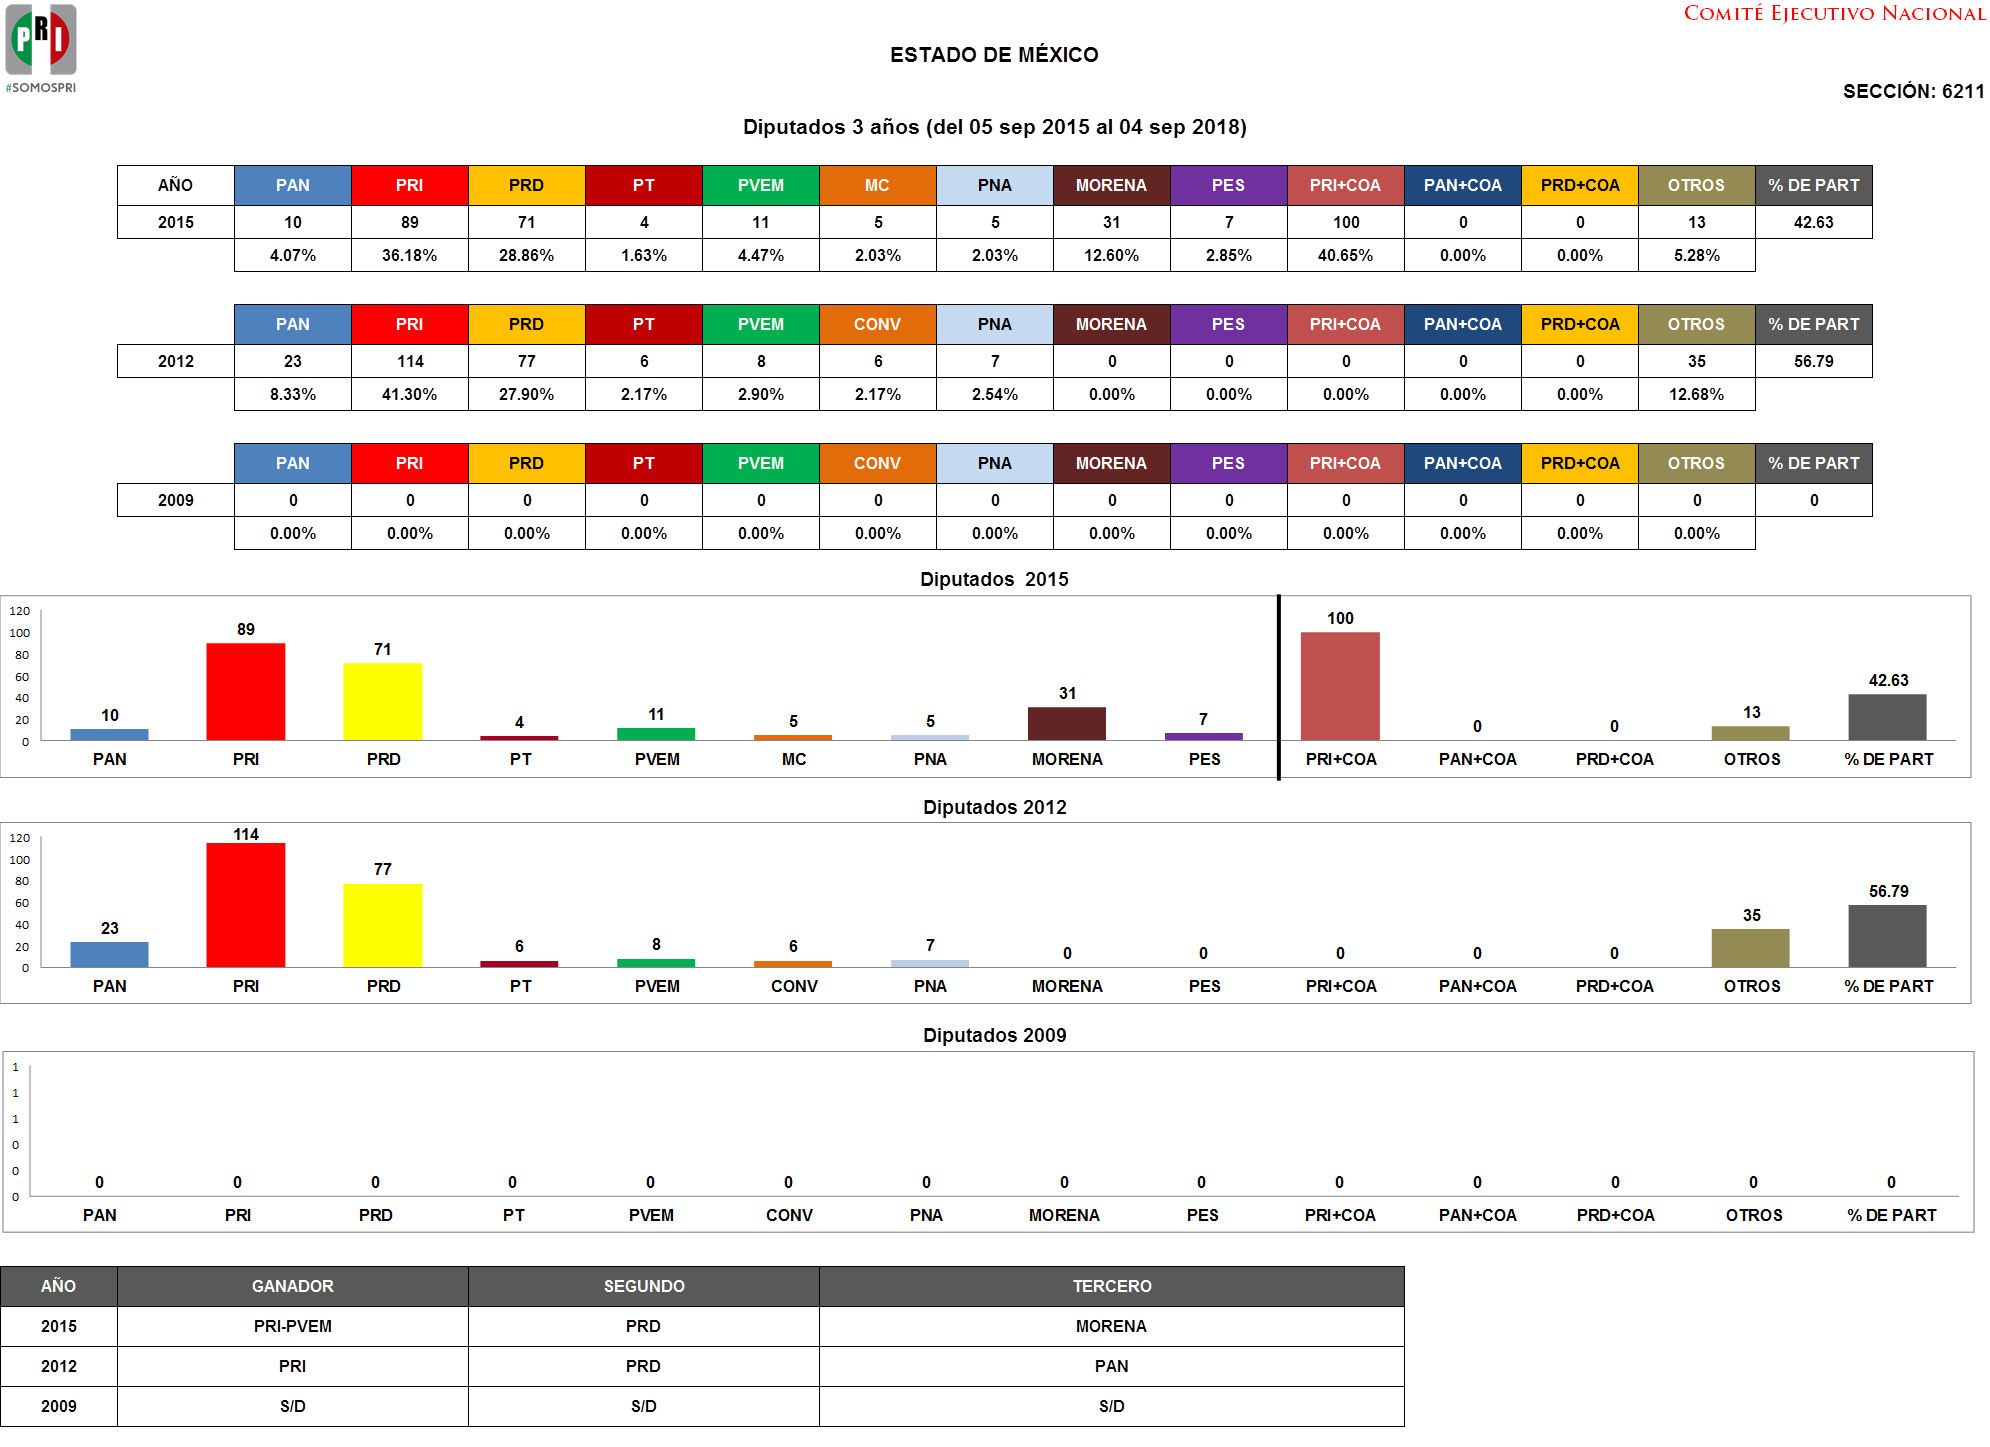 PRI
#SOMOSPRI
COMITÉ EJECUTIVO NACIONAL
ESTADO DE MÉXICO
SECCIÓN: 6211
Diputados 3 años (del 05 sep 2015 al 04 sep 2018)
AÑO PAN PRI PRD PT PVEM MC PNA MORENA PES PRI+COA PAN+COA PRD+COA OTROS % DE PART
2015 10 89 71 4 11 5 5 31 7 100 0 0 13 42.63
4.07% 36.18% 28.86% 1.63% 4.47% 2.03% 2.03% 12.60% 2.85% 40.65% 0.00% 0.00% 5.28%
PAN PRI PRD PT PVEM CONV PNA MORENA PES PRI+COA PAN+COA PRD+COA OTROS % DE PART
2012 23 114 77 6 8 6 7 0 0 0 0 0 35 56.79
8.33% 41.30% 27.90% 2.17% 2.90% 2.17% 2.54% 0.00% 0.00% 0.00% 0.00% 0.00% 12.68%
PAN PRI PRD PT PVEM CONV PNA MORENA PES PRI+COA PAN+COA PRD+COA OTROS % DE PART
2009 0 0 0 0 0 0 0 0 0 0 0 0 0 0
0.00% 0.00% 0.00% 0.00% 0.00% 0.00% 0.00% 0.00% 0.00% 0.00% 0.00% 0.00% 0.00%
Diputados 2015
120
100
80
60
40
20
0
10 89 71 4 11 5 5 31 7 100 0 0 13 42.63
PAN PRI PRD PT PVEM MC PNA MORENA PES PRI+COA PAN+COA PRD+COA OTROS % DE PART
Diputados 2012
120
100
80
60
40
20
0
23 114 77 6 8 6 7 0 0 0 0 0 35 56.79
PAN PRI PRD PT PVEM CONV PNA MORENA PES PRI+COA PAN+COA PRD+COA OTROS % DE PART
Diputados 2009
1
1
1
0
0
0
0 0 0 0 0 0 0 0 0 0 0 0 0 0
PAN PRI PRD PT PVEM CONV PNA MORENA PES PRI+COA PAN+COA PRD+COA OTROS % DE PART
AÑO GANADOR SEGUNDO TERCERO
2015 PRI-PVEM PRD MORENA
2012 PRI PRD PAN
2009 S/D S/D S/D